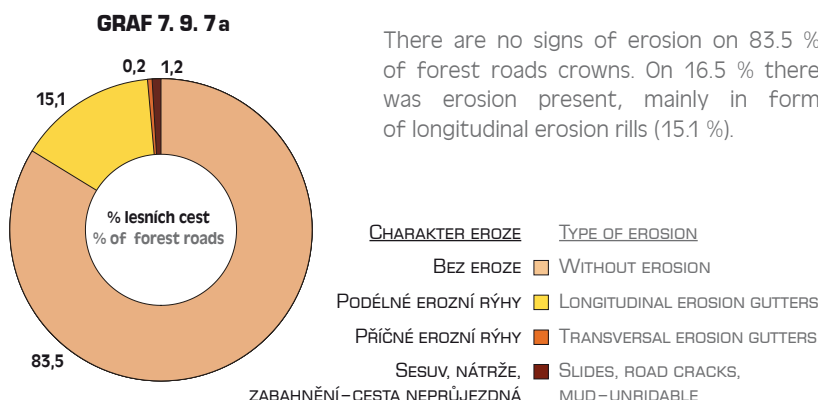 GRAF 7. 9. 7a
There are no signs of erosion on 83.5 %
of forest roads crowns. On 16.5 % there
was erosion present, mainly in form
of longitudinal erosion rills (15.1 %).
0,2 1,2
15,1
% lesních cest
% of forest roads
83,5
CHARAKTER EROZE TYPE OF EROSION
BEZ EROZE WITHOUT EROSION
PODÉLNÉ EROZNÍ RÝHY LONGITUDINAL EROSION GUTTERS
PŘÍČNÉ EROZNÍ RÝHY TRANSVERSAL EROSION GUTTERS
SESUV, NÁTRŽE, SLIDES, ROAD CRACKS,
ZABAHNĚNÍ–CESTA NEPRŮJEZDNÁ MUD–UNRIDABLE